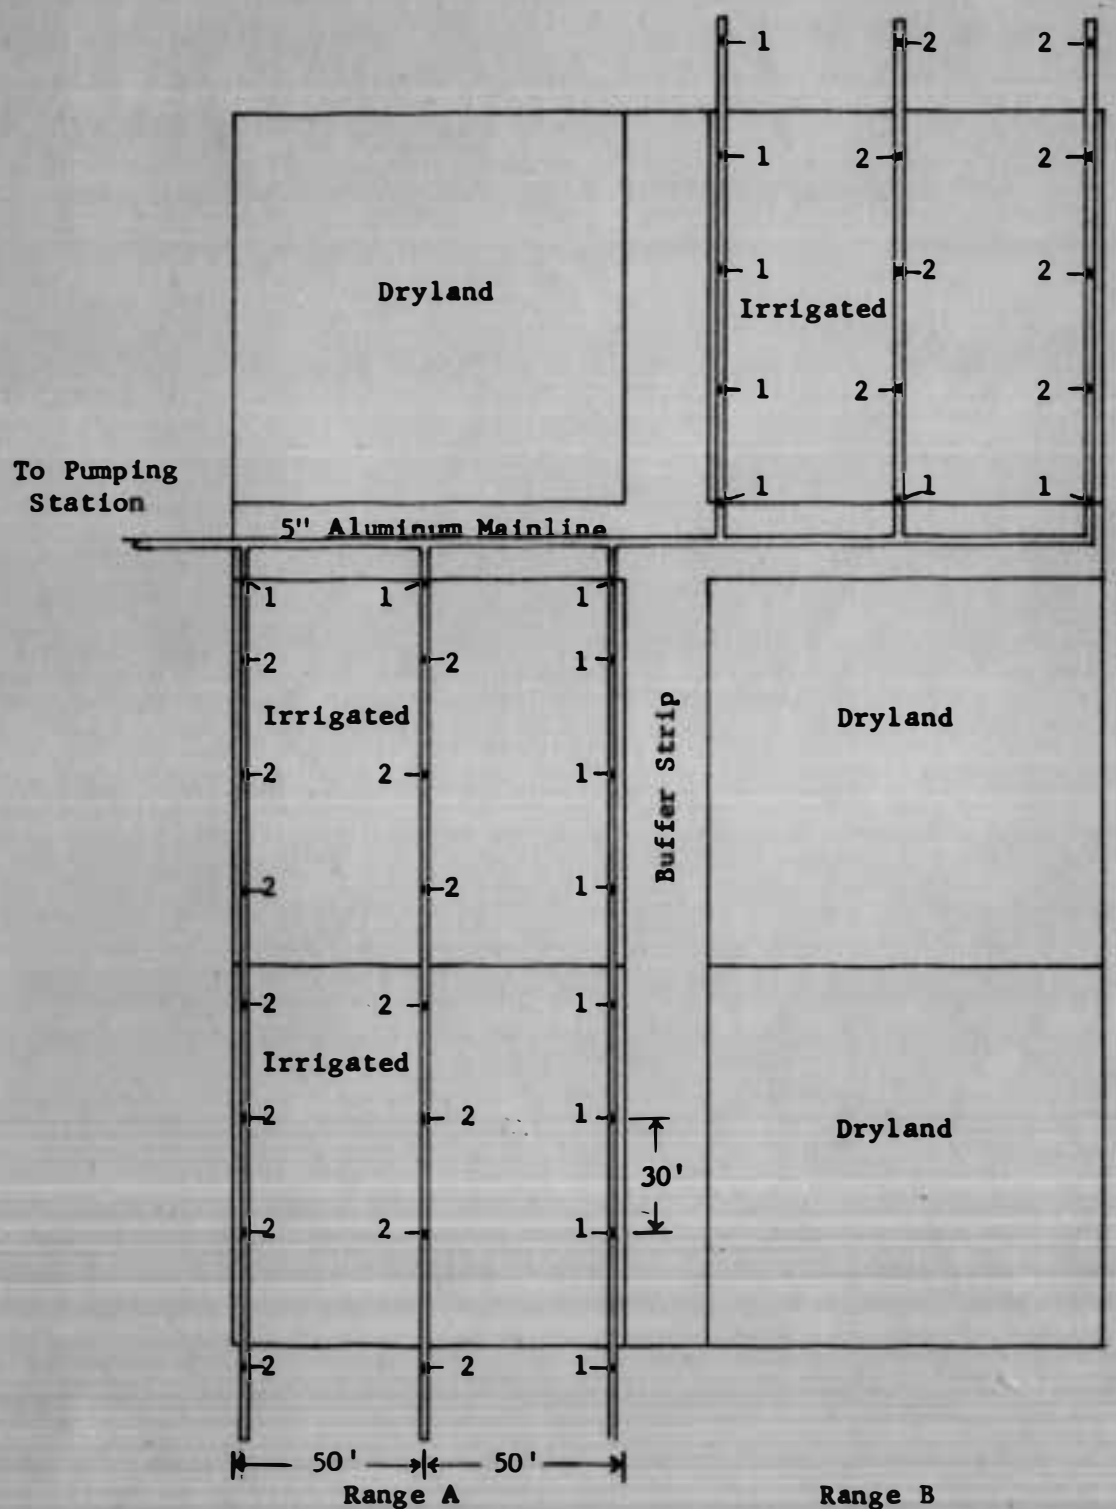 1 2 2
1 2 2
Dryland
1 2 2
Irrigated
1 2 2
To Pumping
Station
1 1 1
5" Aluminum Mainline
1 1 1
2 2 1
Irrigated
Buffer Strip
Dryland
2 2 1
2 2 1
2 2 1
Irrigated
2 2 1
Dryland
30'
2 2 1
2 2 1
50' 50'
Range A Range B